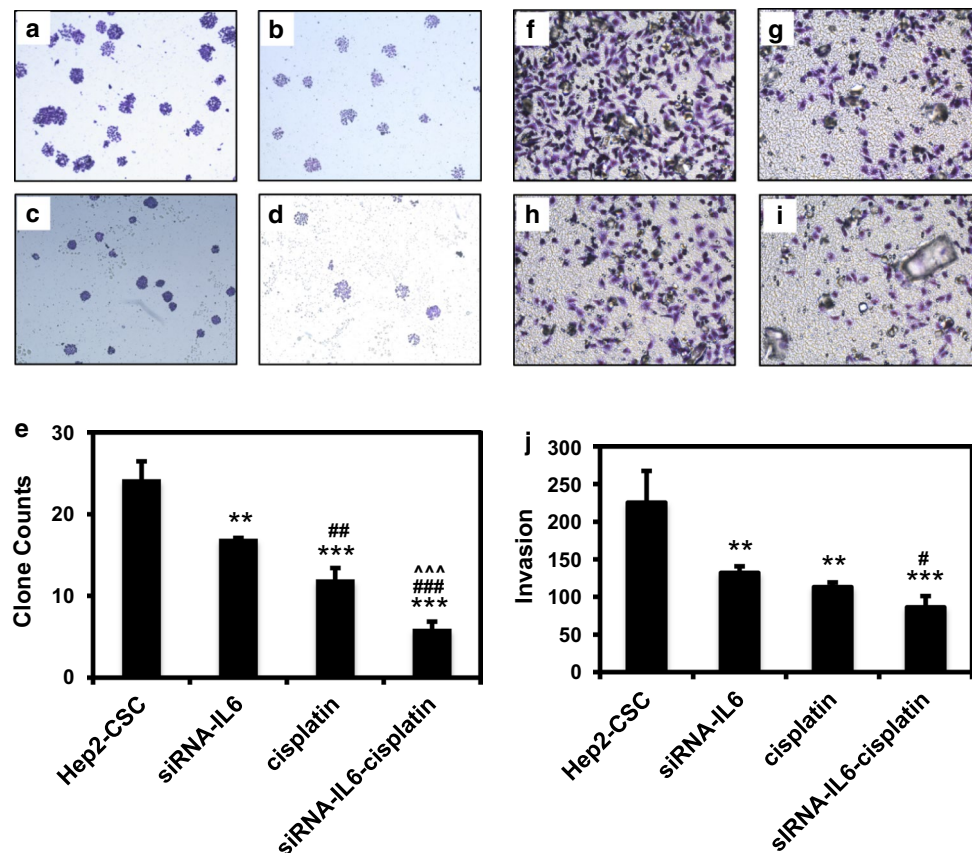 a
b
f
g
c
d
h
i
e
30
20
10
0
Clone Counts
**
##
***
^^^
###
***
Hep2-CSC
siRNA-IL6
cisplatin
siRNA-IL6-cisplatin
j
300
250
200
150
100
50
0
Invasion
**
**
#
***
Hep2-CSC
siRNA-IL6
cisplatin
sIRNA-IL6-cisplatin